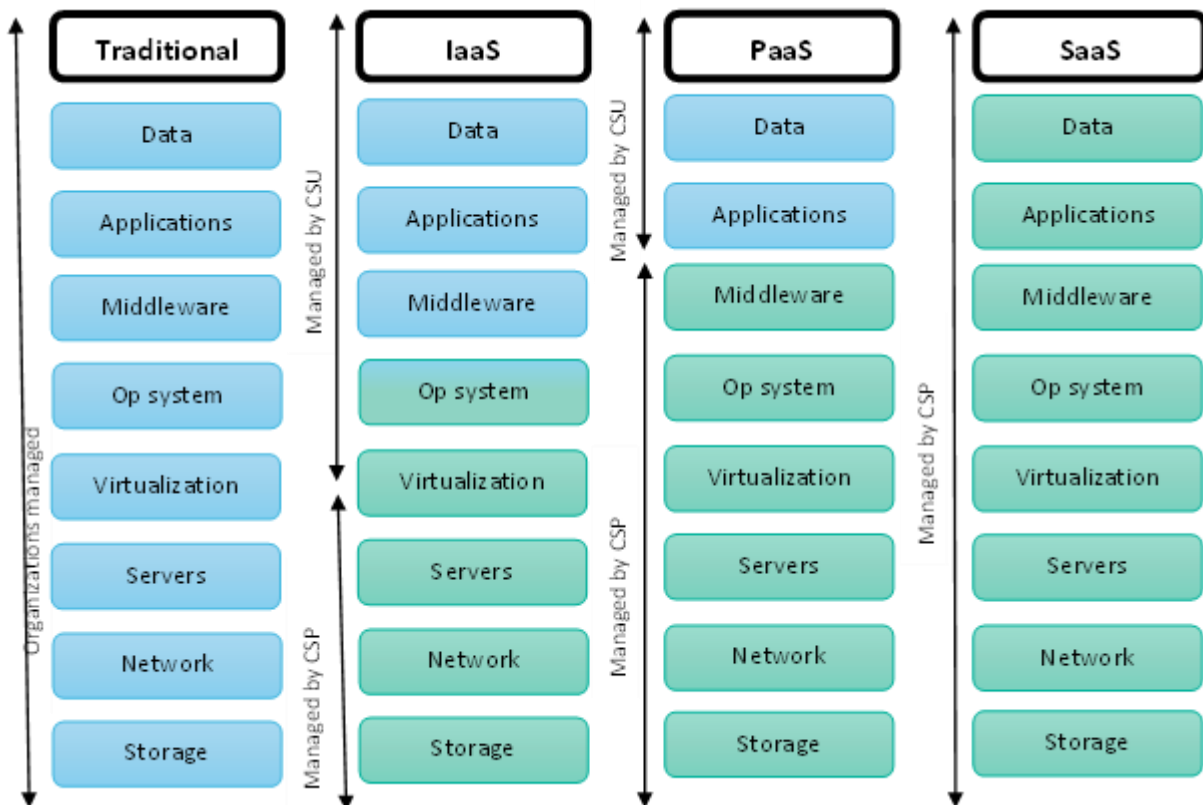 Traditional
IaaS
PaaS
SaaS
Data
Data
Data
Data
Applications
Applications
Applications
Applications
Middleware
Middleware
Middleware
Middleware
Op system
Op system
Op system
Op system
Virtualization
Virtualization
Virtualization
Virtualization
Servers
Servers
Servers
Servers
Network
Network
Network
Network
Storage
Storage
Storage
Storage
Organizations managed
Managed by CSU
Managed by CSP
Managed by CSU
Managed by CSP
Managed by CSP